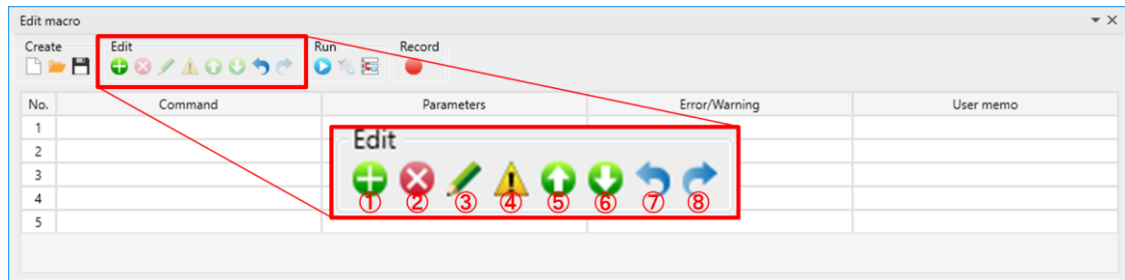 Edit macro
Create Edit Run Record
No. Command Parameters Error/Warning User memo
1
2
3
4
5
Edit
① ② ③ ④ ⑤ ⑥ ⑦ ⑧